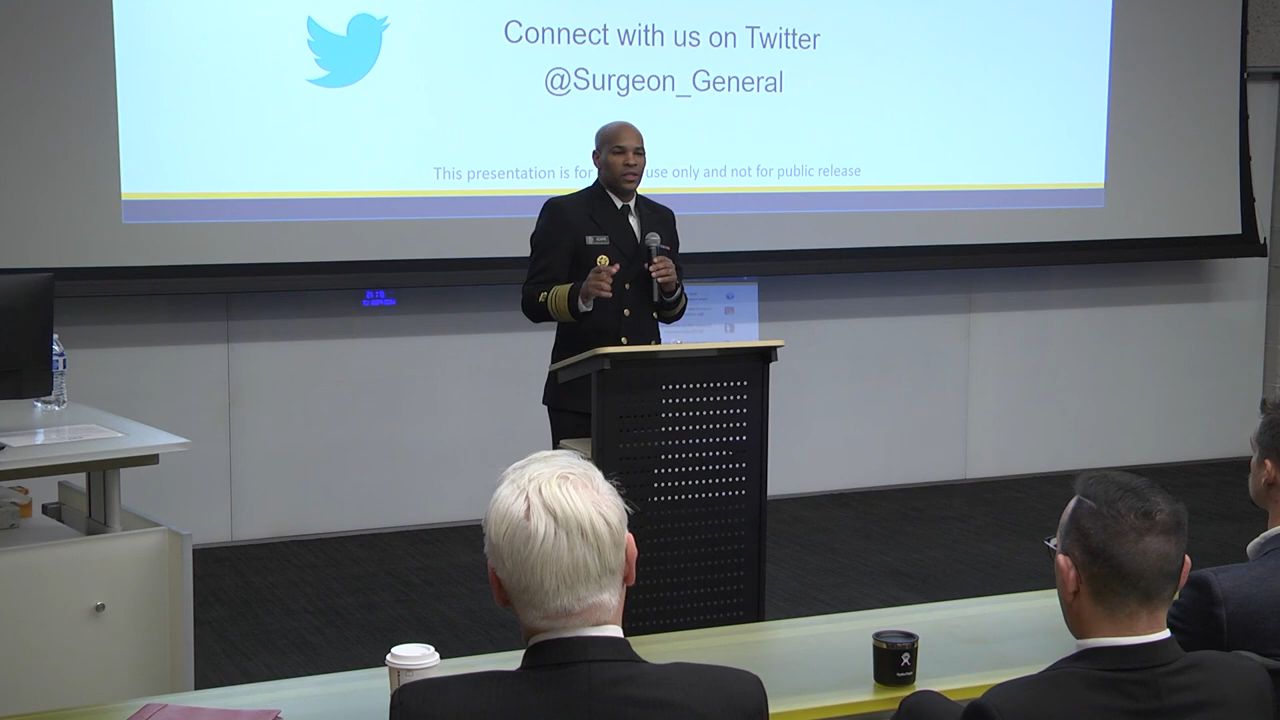 Connect with us on Twitter
@Surgeon_General
This presentation is for use only and not for public release